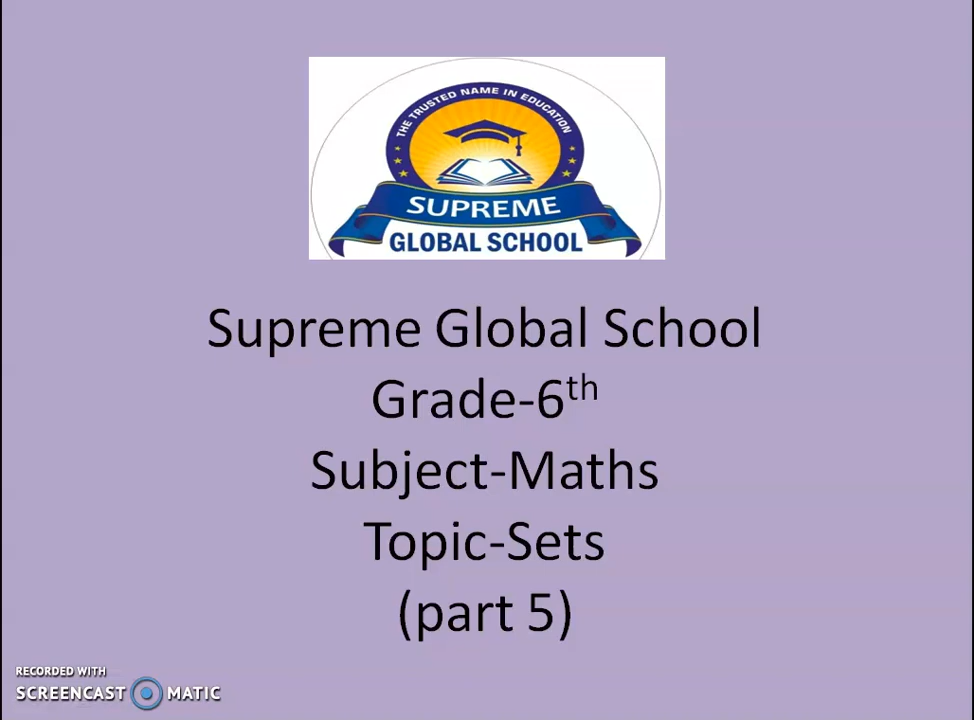 THE TRUSTED NAME IN EDUCATION
SUPREME
GLOBAL SCHOOL
Supreme Global School
Grade-6th
Subject-Maths
Topic-Sets
(part 5)
RECORDED WITH
SCREENCAST MATIC